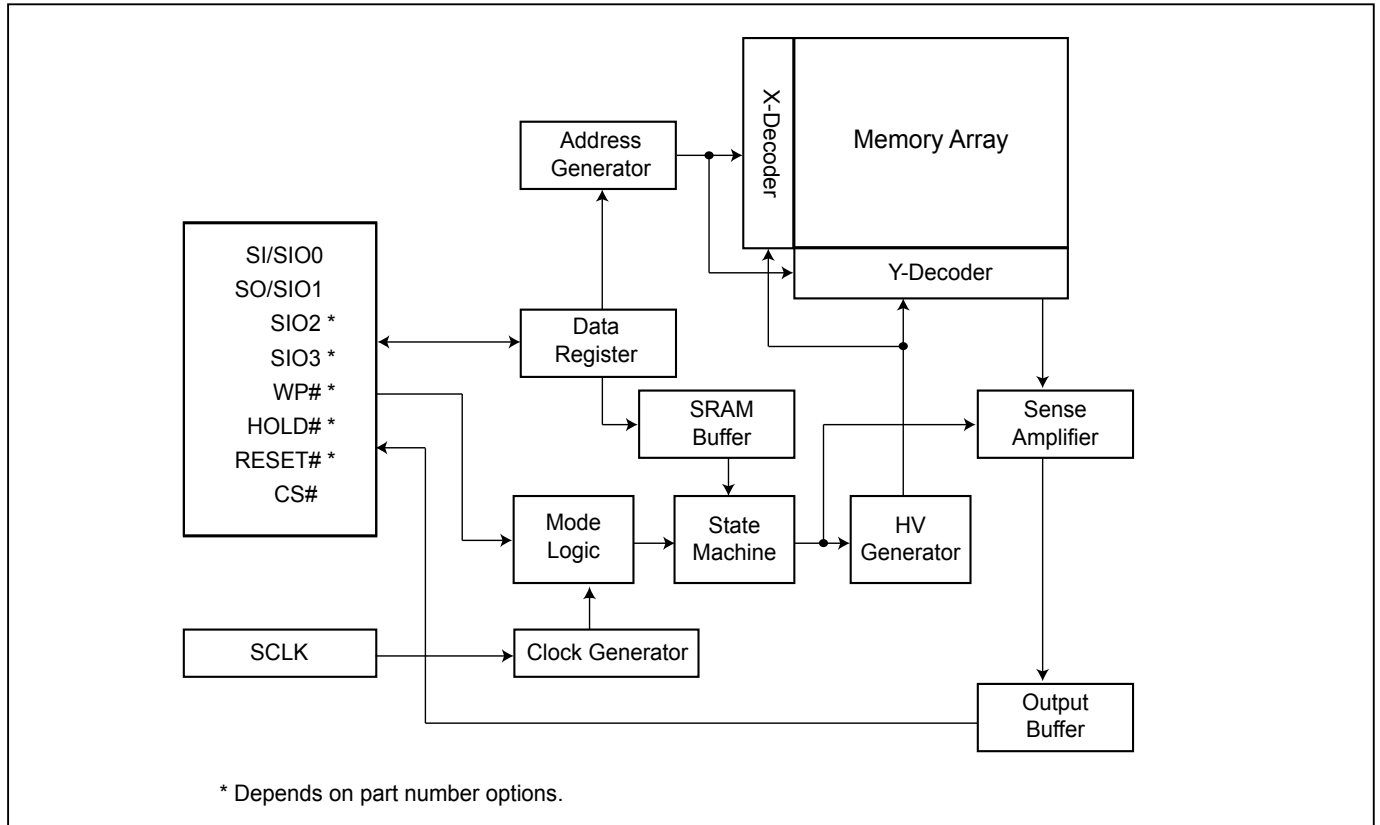 X-Decoder
Memory Array
Address
Generator
Y-Decoder
SI/SIO0
SO/SIO1
SIO2 *
SIO3 *
WP# *
HOLD# *
RESET# *
CS#
Data
Register
SRAM
Buffer
Sense
Amplifier
Mode
Logic
State
Machine
HV
Generator
SCLK
Clock Generator
Output
Buffer
* Depends on part number options.